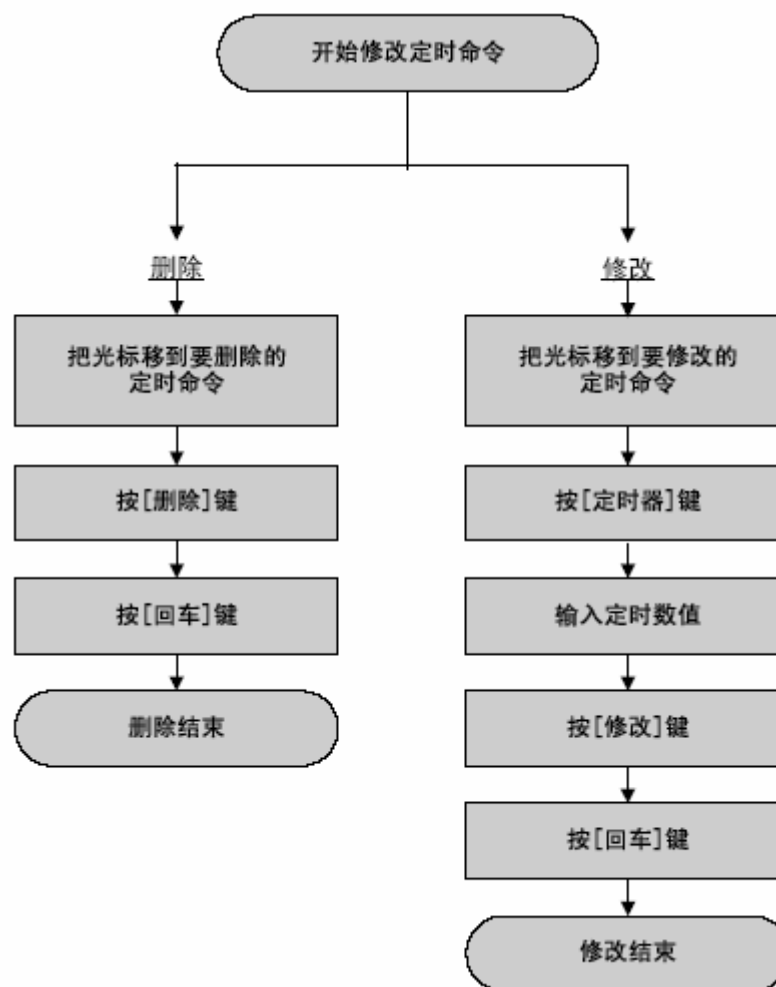 开始修改定时命令
删除
把光标移到要删除的
定时命令
按[删除]键
按[回车]键
删除结束
修改
把光标移到要修改的
定时命令
按[定时器]键
输入定时数值
按[修改]键
按[回车]键
修改结束